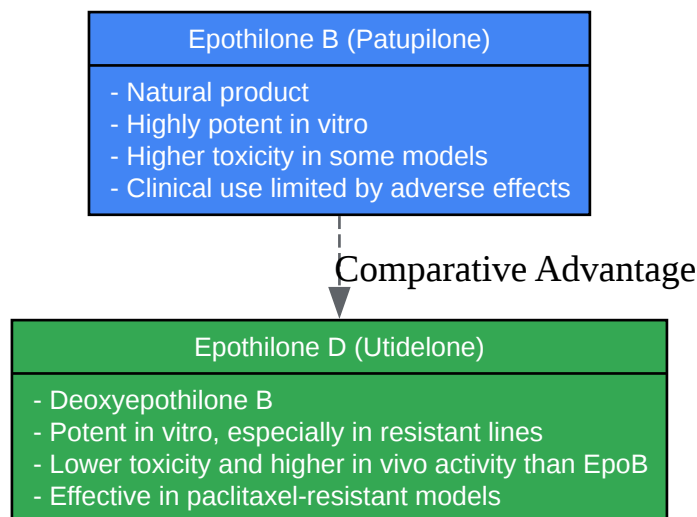 Epothilone B (Patupilone)
- Natural product
- Highly potent in vitro
- Higher toxicity in some models
- Clinical use limited by adverse effects
Comparative Advantage
Epothilone D (Utidelone)
- Deoxyepothilone B
- Potent in vitro, especially in resistant lines
- Lower toxicity and higher in vivo activity than EpoB
- Effective in paclitaxel-resistant models